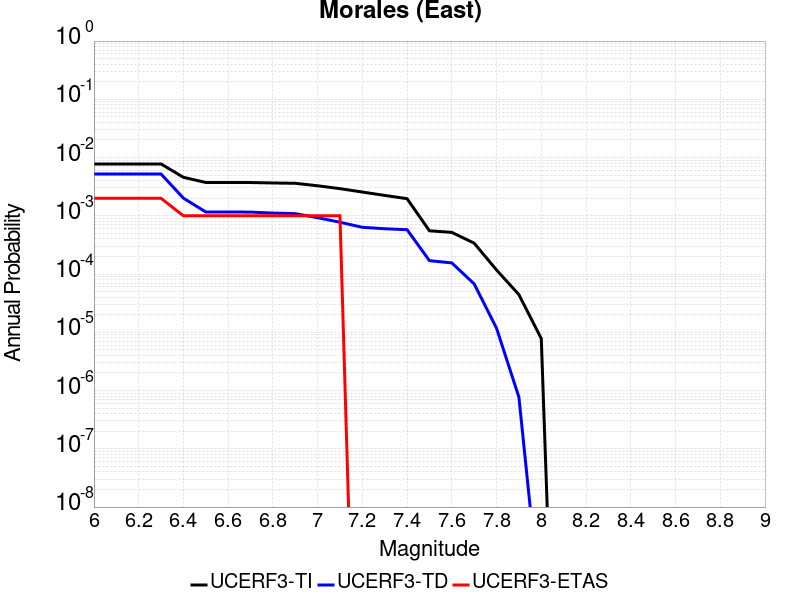 Morales (East)
10 0
10 -1
10 -2
10 -3
10 -4
10 -5
10 -6
10 -7
10 -8
Annual Probability
6 6.2 6.4 6.6 6.8 7 7.2 7.4 7.6 7.8 8 8.2 8.4 8.6 8.8 9
Magnitude
UCERF3-TI UCERF3-TD UCERF3-ETAS